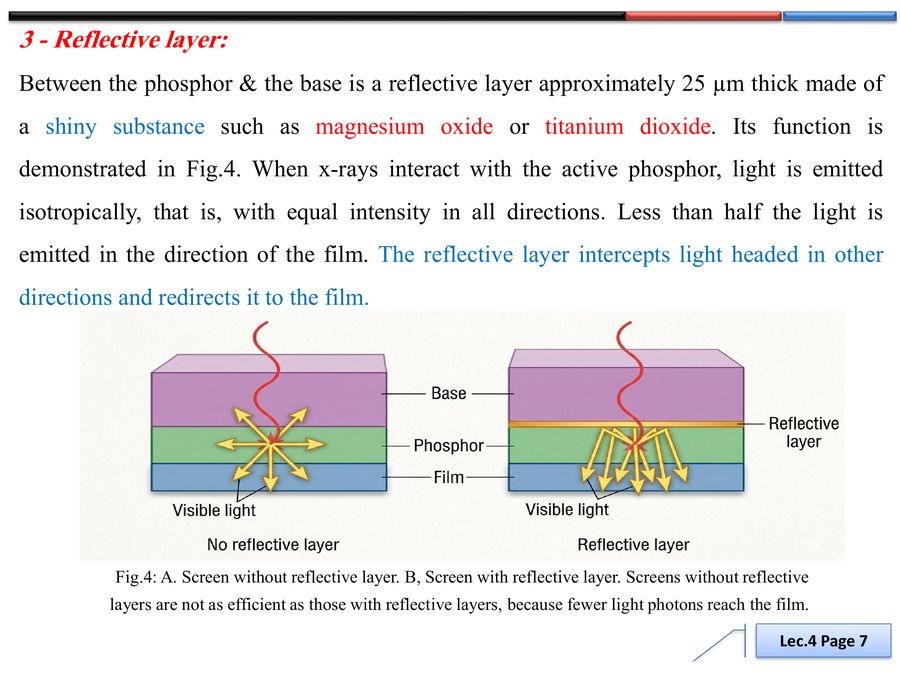 3 - Reflective layer:
Between the phosphor & the base is a reflective layer approximately 25 µm thick made of
a shiny substance such as magnesium oxide or titanium dioxide. Its function is
demonstrated in Fig.4. When x-rays interact with the active phosphor, light is emitted
isotropically, that is, with equal intensity in all directions. Less than half the light is
emitted in the direction of the film. The reflective layer intercepts light headed in other
directions and redirects it to the film.
Base
Phosphor
Film
Reflective
layer
Visible light
Visible light
No reflective layer
Reflective layer
Fig.4: A. Screen without reflective layer. B, Screen with reflective layer. Screens without reflective
layers are not as efficient as those with reflective layers, because fewer light photons reach the film.
Lec.4 Page 7